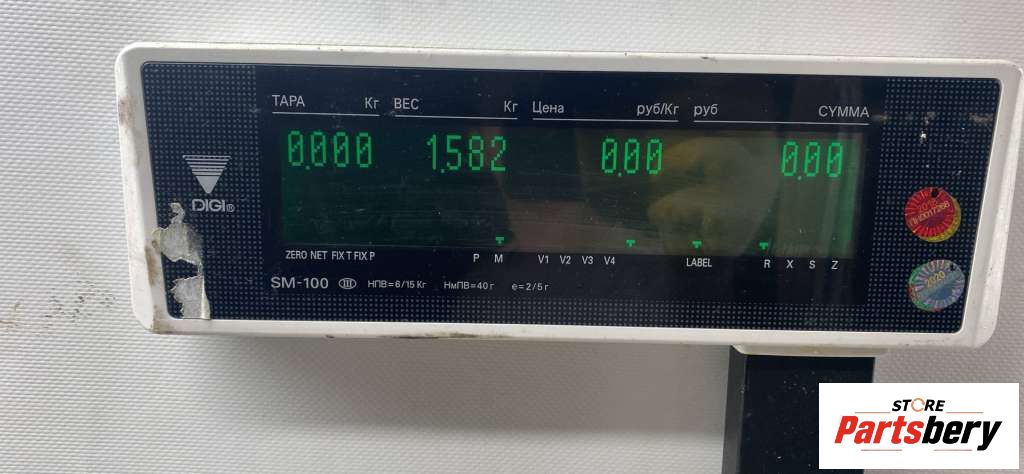 ТАРА Кг ВЕС Кг Цена руб/Кг руб СУММА
0.000 1.582 0.00 0.00
DIGI®
ZERO NET FIX T FIX P P M V1 V2 V3 V4 LABEL R X S Z
SM-100 III НПВ=6/15 Кг НмПВ=40 г е=2/5 г
2020
STORE
Partsbery